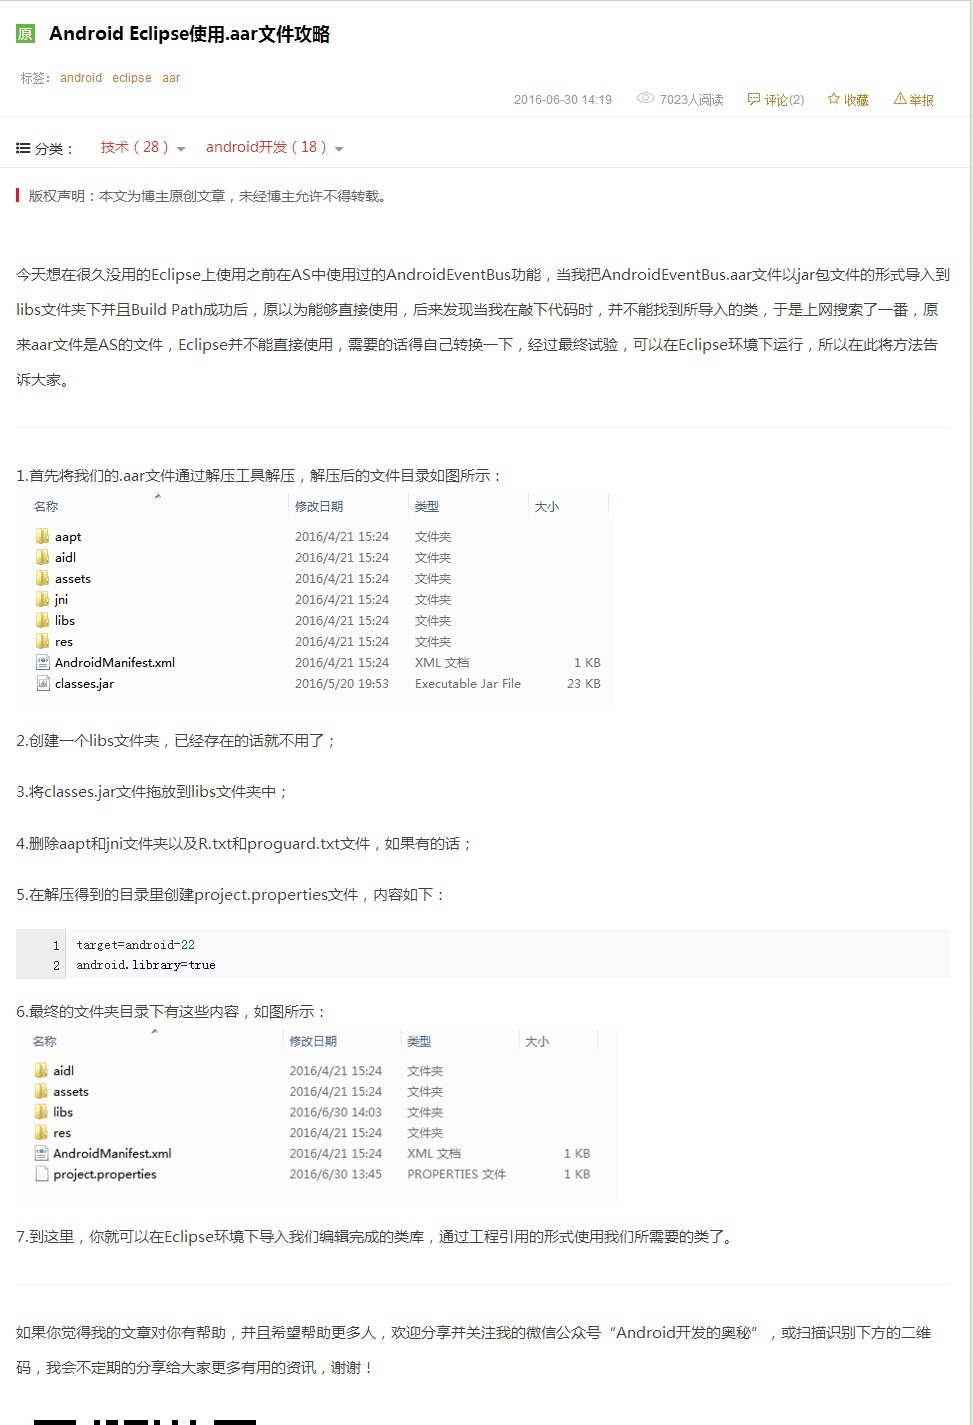 原 Android Eclipse使用.aar文件攻略
标签： android eclipse aar
2016-06-30 14:19 7023人阅读 评论(2) 收藏 举报
分类： 技术（28） android开发（18）
版权声明：本文为博主原创文章，未经博主允许不得转载。
今天想在很久没用的Eclipse上使用之前在AS中使用过的AndroidEventBus功能，当我把AndroidEventBus.aar文件以jar包文件的形式导入到
libs文件夹下并且Build Path成功后，原以为能够直接使用，后来发现当我在敲下代码时，并不能找到所导入的类，于是上网搜索了一番，原
来aar文件是AS的文件，Eclipse并不能直接使用，需要的话得自己转换一下，经过最终试验，可以在Eclipse环境下运行，所以在此将方法告
诉大家。
1.首先将我们的.aar文件通过解压工具解压，解压后的文件目录如图所示：
名称 修改日期 类型 大小
aapt 2016/4/21 15:24 文件夹
aidl 2016/4/21 15:24 文件夹
assets 2016/4/21 15:24 文件夹
jni 2016/4/21 15:24 文件夹
libs 2016/4/21 15:24 文件夹
res 2016/4/21 15:24 文件夹
AndroidManifest.xml 2016/4/21 15:24 XML 文档 1 KB
classes.jar 2016/5/20 19:53 Executable Jar File 23 KB
2.创建一个libs文件夹，已经存在的话就不用了；
3.将classes.jar文件拖放到libs文件夹中；
4.删除aapt和jni文件夹以及R.txt和proguard.txt文件，如果有的话；
5.在解压得到的目录里创建project.properties文件，内容如下：
1 target=android-22
2 android.library=true
6.最终的文件夹目录下有这些内容，如图所示：
名称 修改日期 类型 大小
aidl 2016/4/21 15:24 文件夹
assets 2016/4/21 15:24 文件夹
libs 2016/6/30 14:03 文件夹
res 2016/4/21 15:24 文件夹
AndroidManifest.xml 2016/4/21 15:24 XML 文档 1 KB
project.properties 2016/6/30 13:45 PROPERTIES 文件 1 KB
7.到这里，你就可以在Eclipse环境下导入我们编辑完成的类库，通过工程引用的形式使用我们所需要的类了。
如果你觉得我的文章对你有帮助，并且希望帮助更多人，欢迎分享并关注我的微信公众号“Android开发的奥秘”，或扫描识别下方的二维
码，我会不定期的分享给大家更多有用的资讯，谢谢！